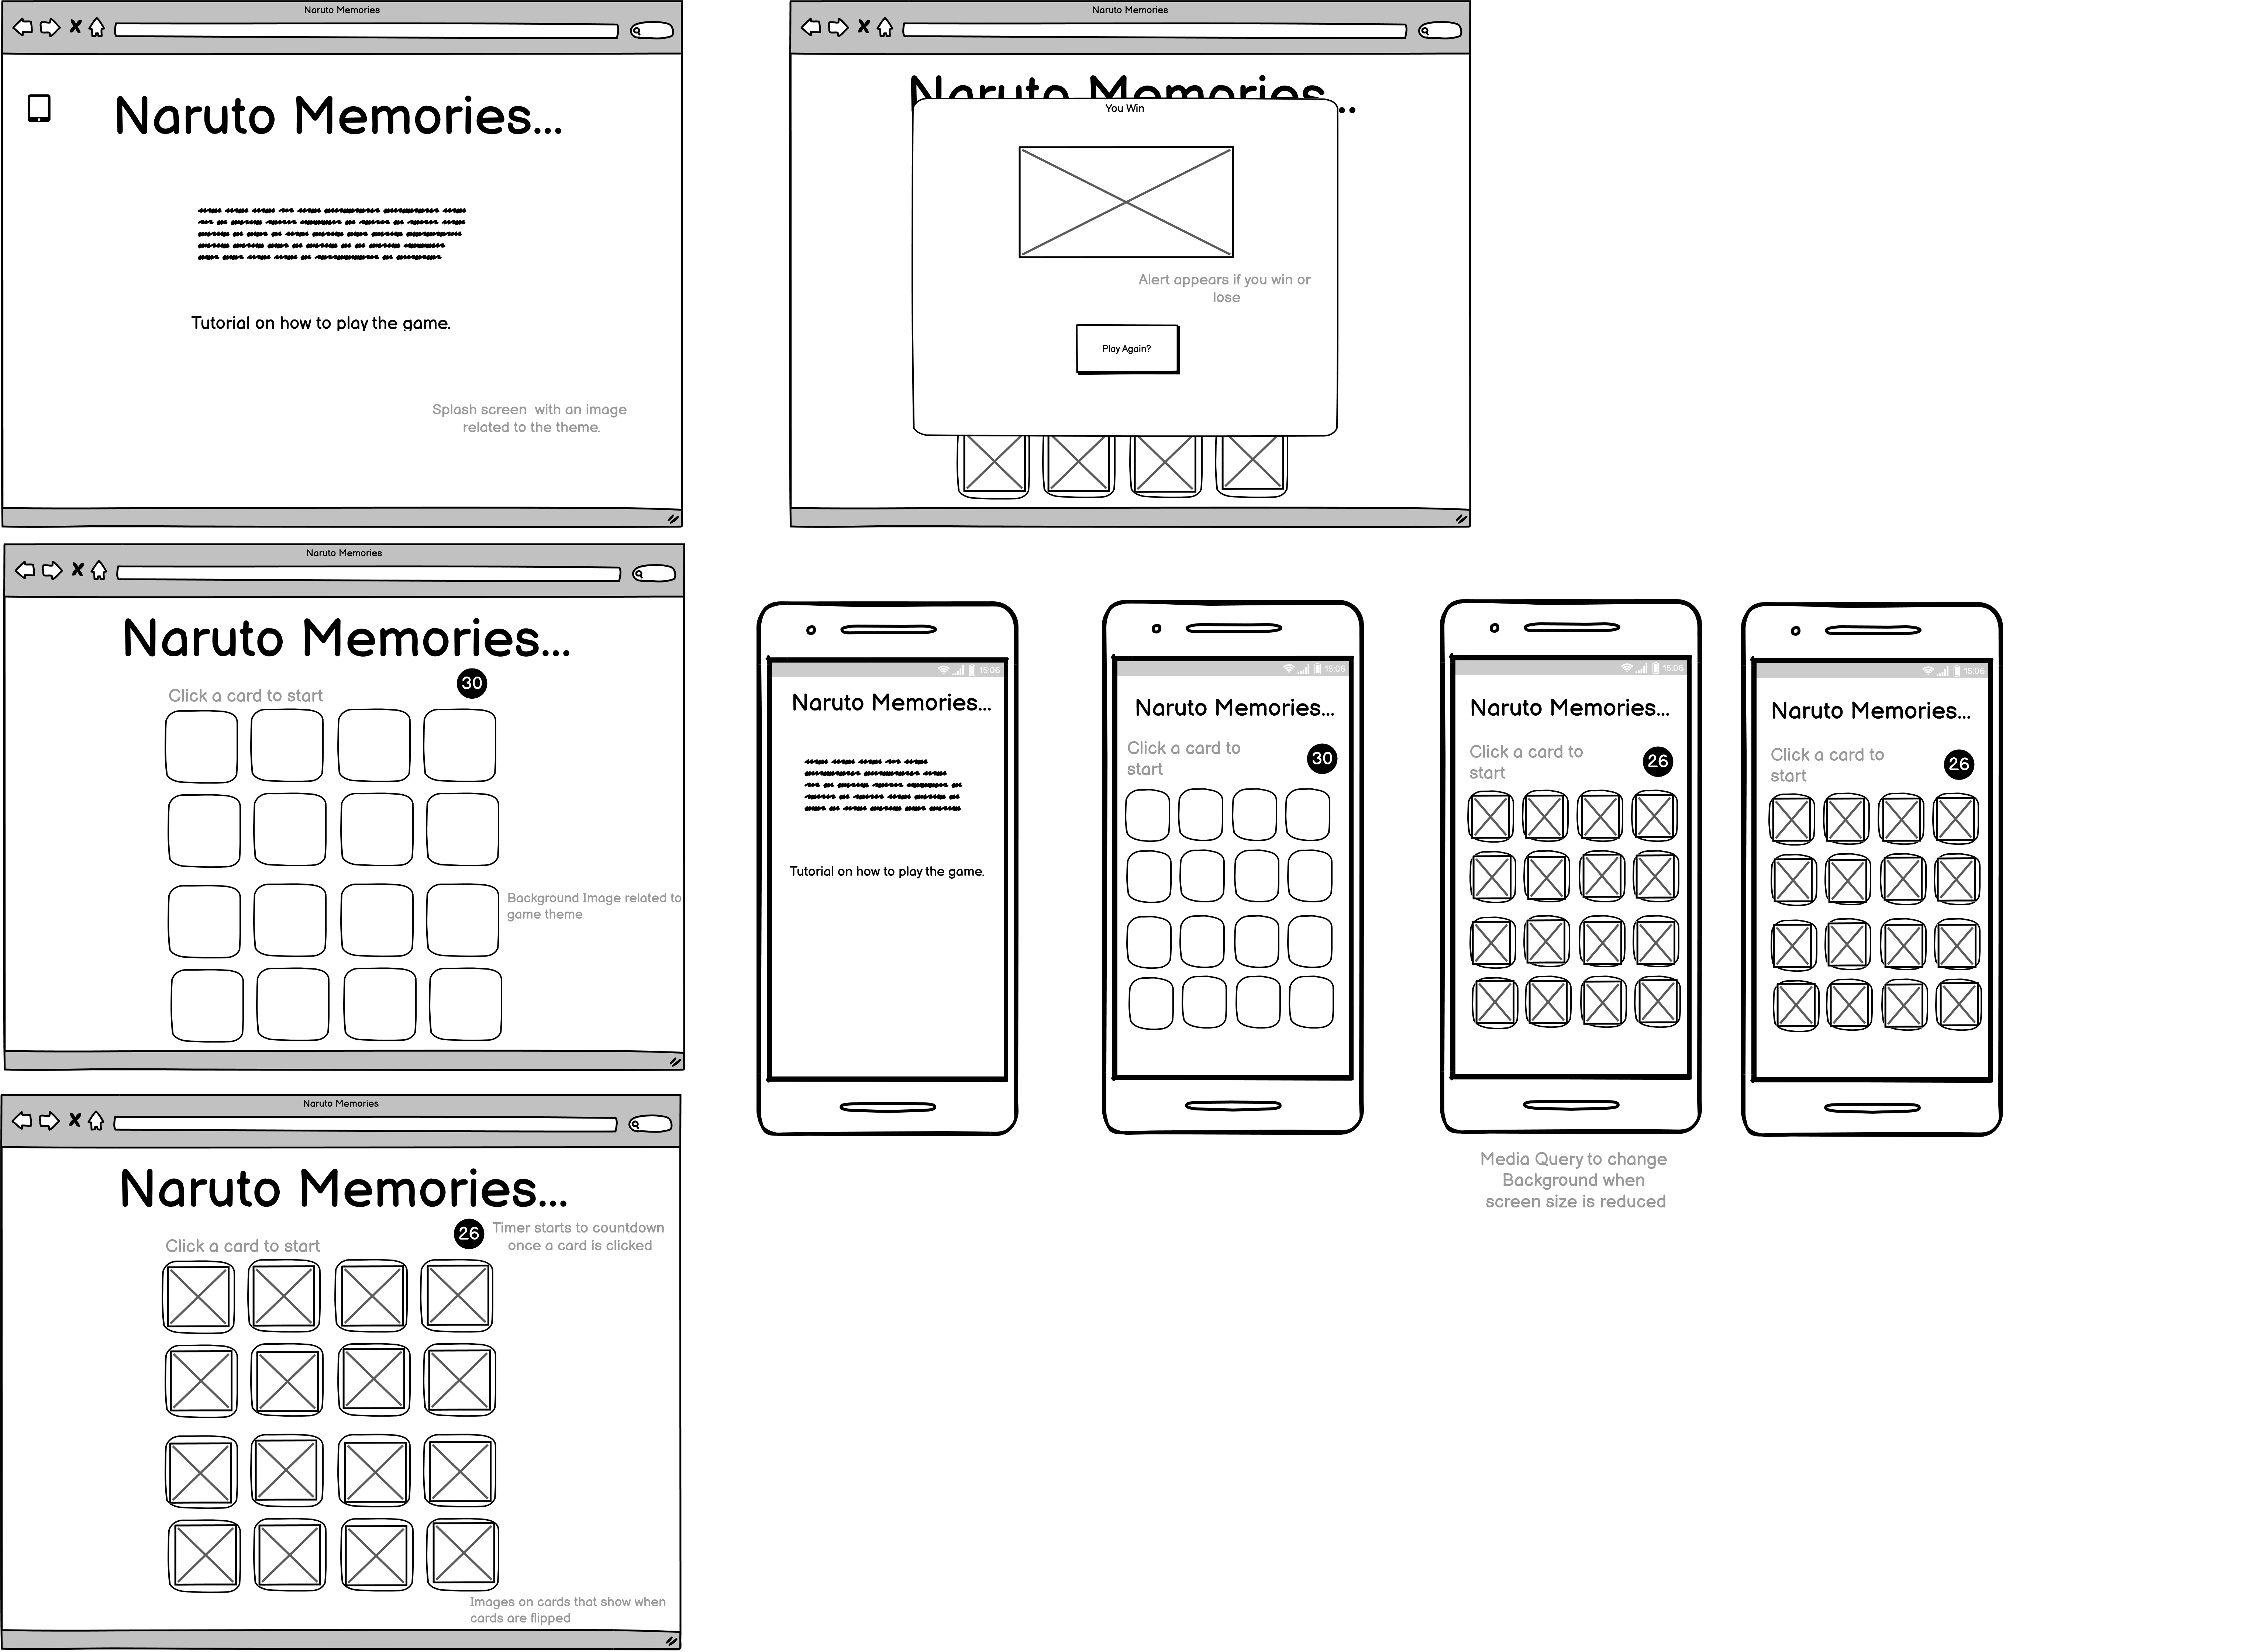 Naruto Memories
Naruto Memories...
Tutorial on how to play the game.
Splash screen  with an image
related to the theme.
Naruto Memories
Naruto Memories...
You Win
Alert appears if you win or
lose
Play Again?
Naruto Memories
Naruto Memories...
30
Click a card to start
Background Image related to
game theme
15:06
Naruto Memories...
Tutorial on how to play the game.
15:06
Naruto Memories...
Click a card to
start
30
15:06
Naruto Memories...
Click a card to
start
26
Media Query to change
Background when
screen size is reduced
15:06
Naruto Memories...
Click a card to
start
26
Naruto Memories
Naruto Memories...
26
Timer starts to countdown
once a card is clicked
Click a card to start
Images on cards that show when
cards are flipped